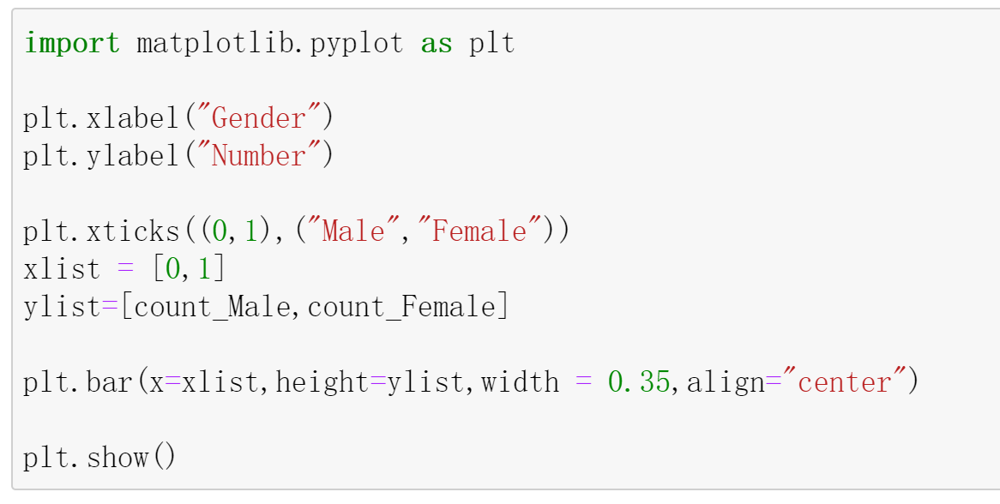 import matplotlib.pyplot as plt
plt.xlabel("Gender")
plt.ylabel("Number")
plt.xticks((0,1),("Male","Female"))
xlist = [0,1]
ylist=[count_Male,count_Female]
plt.bar(x=xlist,height=ylist,width = 0.35,align="center")
plt.show()